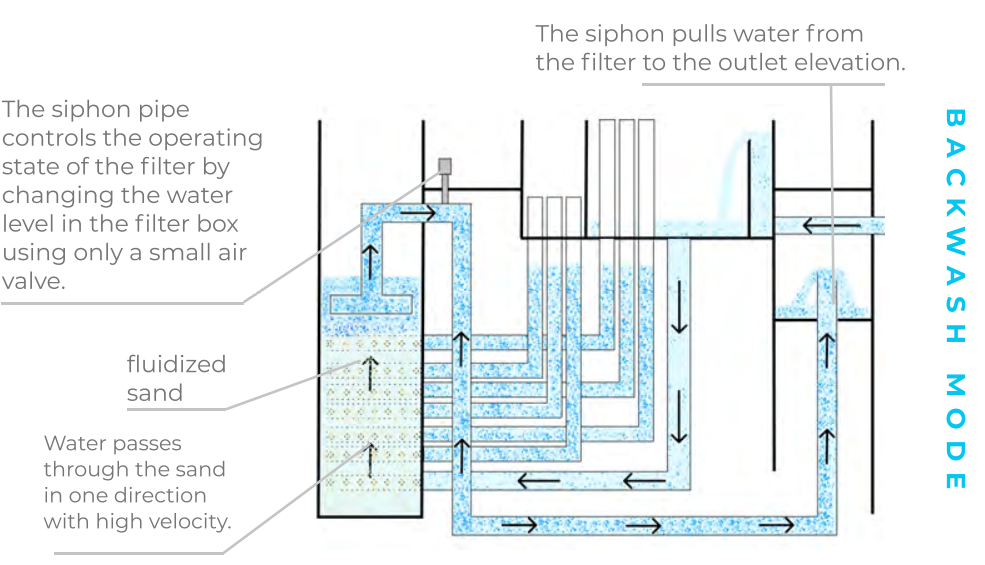 The siphon pulls water from
the filter to the outlet elevation.
The siphon pipe
controls the operating
state of the filter by
changing the water
level in the filter box
using only a small air
valve.
fluidized
sand
Water passes
through the sand
in one direction
with high velocity.
BACKWASH MODE